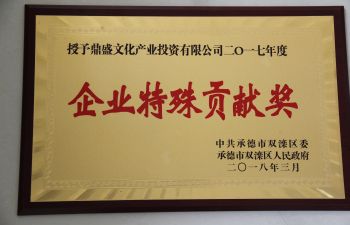 授予鼎盛文化产业投资有限公司二〇一七年度
企业特殊贡献奖
中共承德市双滦区委
承德市双滦区人民政府
二〇一八年三月